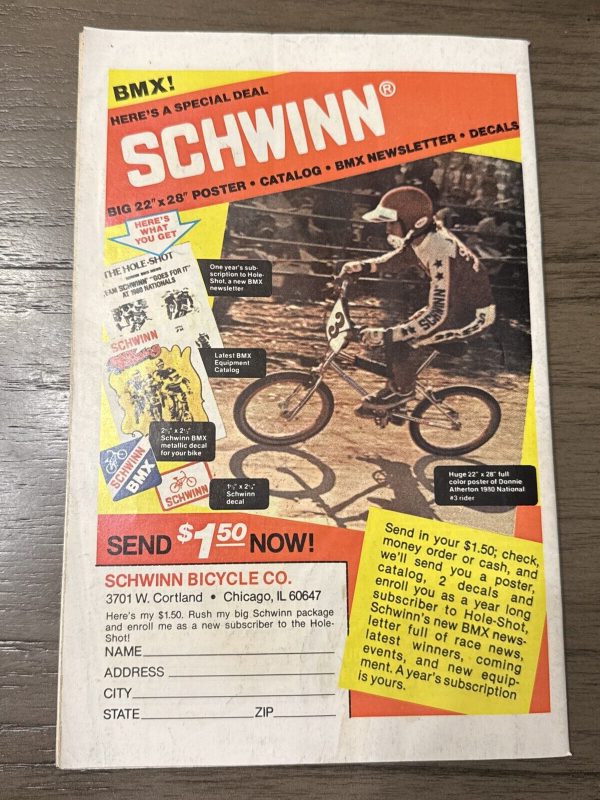 BMX!
HERE'S A SPECIAL DEAL
SCHWINN®
BIG 22" x 28" POSTER • CATALOG • BMX NEWSLETTER • DECALS
HERE'S
WHAT
YOU GET
THE HOLE-SHOT
TEAM SCHWINN "GOES FOR IT"
AT 1980 NATIONALS
One year's sub-
scription to Hole-
Shot, a new BMX
newsletter
SCHWINN
Latest BMX
Equipment
Catalog
2½" x 2½"
Schwinn BMX
metallic decal
for your bike
SCHWINN
BMX
SCHWINN
1½" x 2½"
Schwinn
decal
3
SCHWINN
Huge 22" x 28" full
color poster of Donnie
Atherton 1980 National
#3 rider
SEND $1.50 NOW!
SCHWINN BICYCLE CO.
3701 W. Cortland • Chicago, IL 60647
Here's my $1.50. Rush my big Schwinn package
and enroll me as a new subscriber to the Hole-
Shot!
NAME
ADDRESS
CITY
STATE ZIP
Send in your $1.50; check,
money order or cash, and
we'll send you a poster,
catalog, 2 decals and
enroll you as a year long
subscriber to Hole-Shot,
Schwinn's new BMX news-
letter full of race news,
latest winners, coming
events, and new equip-
ment. A year's subscription
is yours.